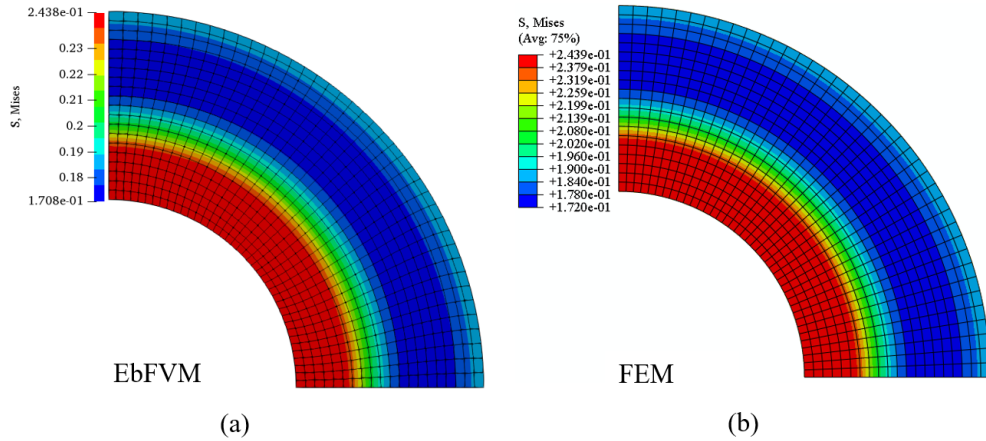 2.438e-01
0.23
0.22
0.21
0.2
0.19
0.18
1.708e-01
S, Mises
EbFVM
(a)
S, Mises
(Avg: 75%)
+2.439e-01
+2.379e-01
+2.319e-01
+2.259e-01
+2.199e-01
+2.139e-01
+2.080e-01
+2.020e-01
+1.960e-01
+1.900e-01
+1.840e-01
+1.780e-01
+1.720e-01
FEM
(b)